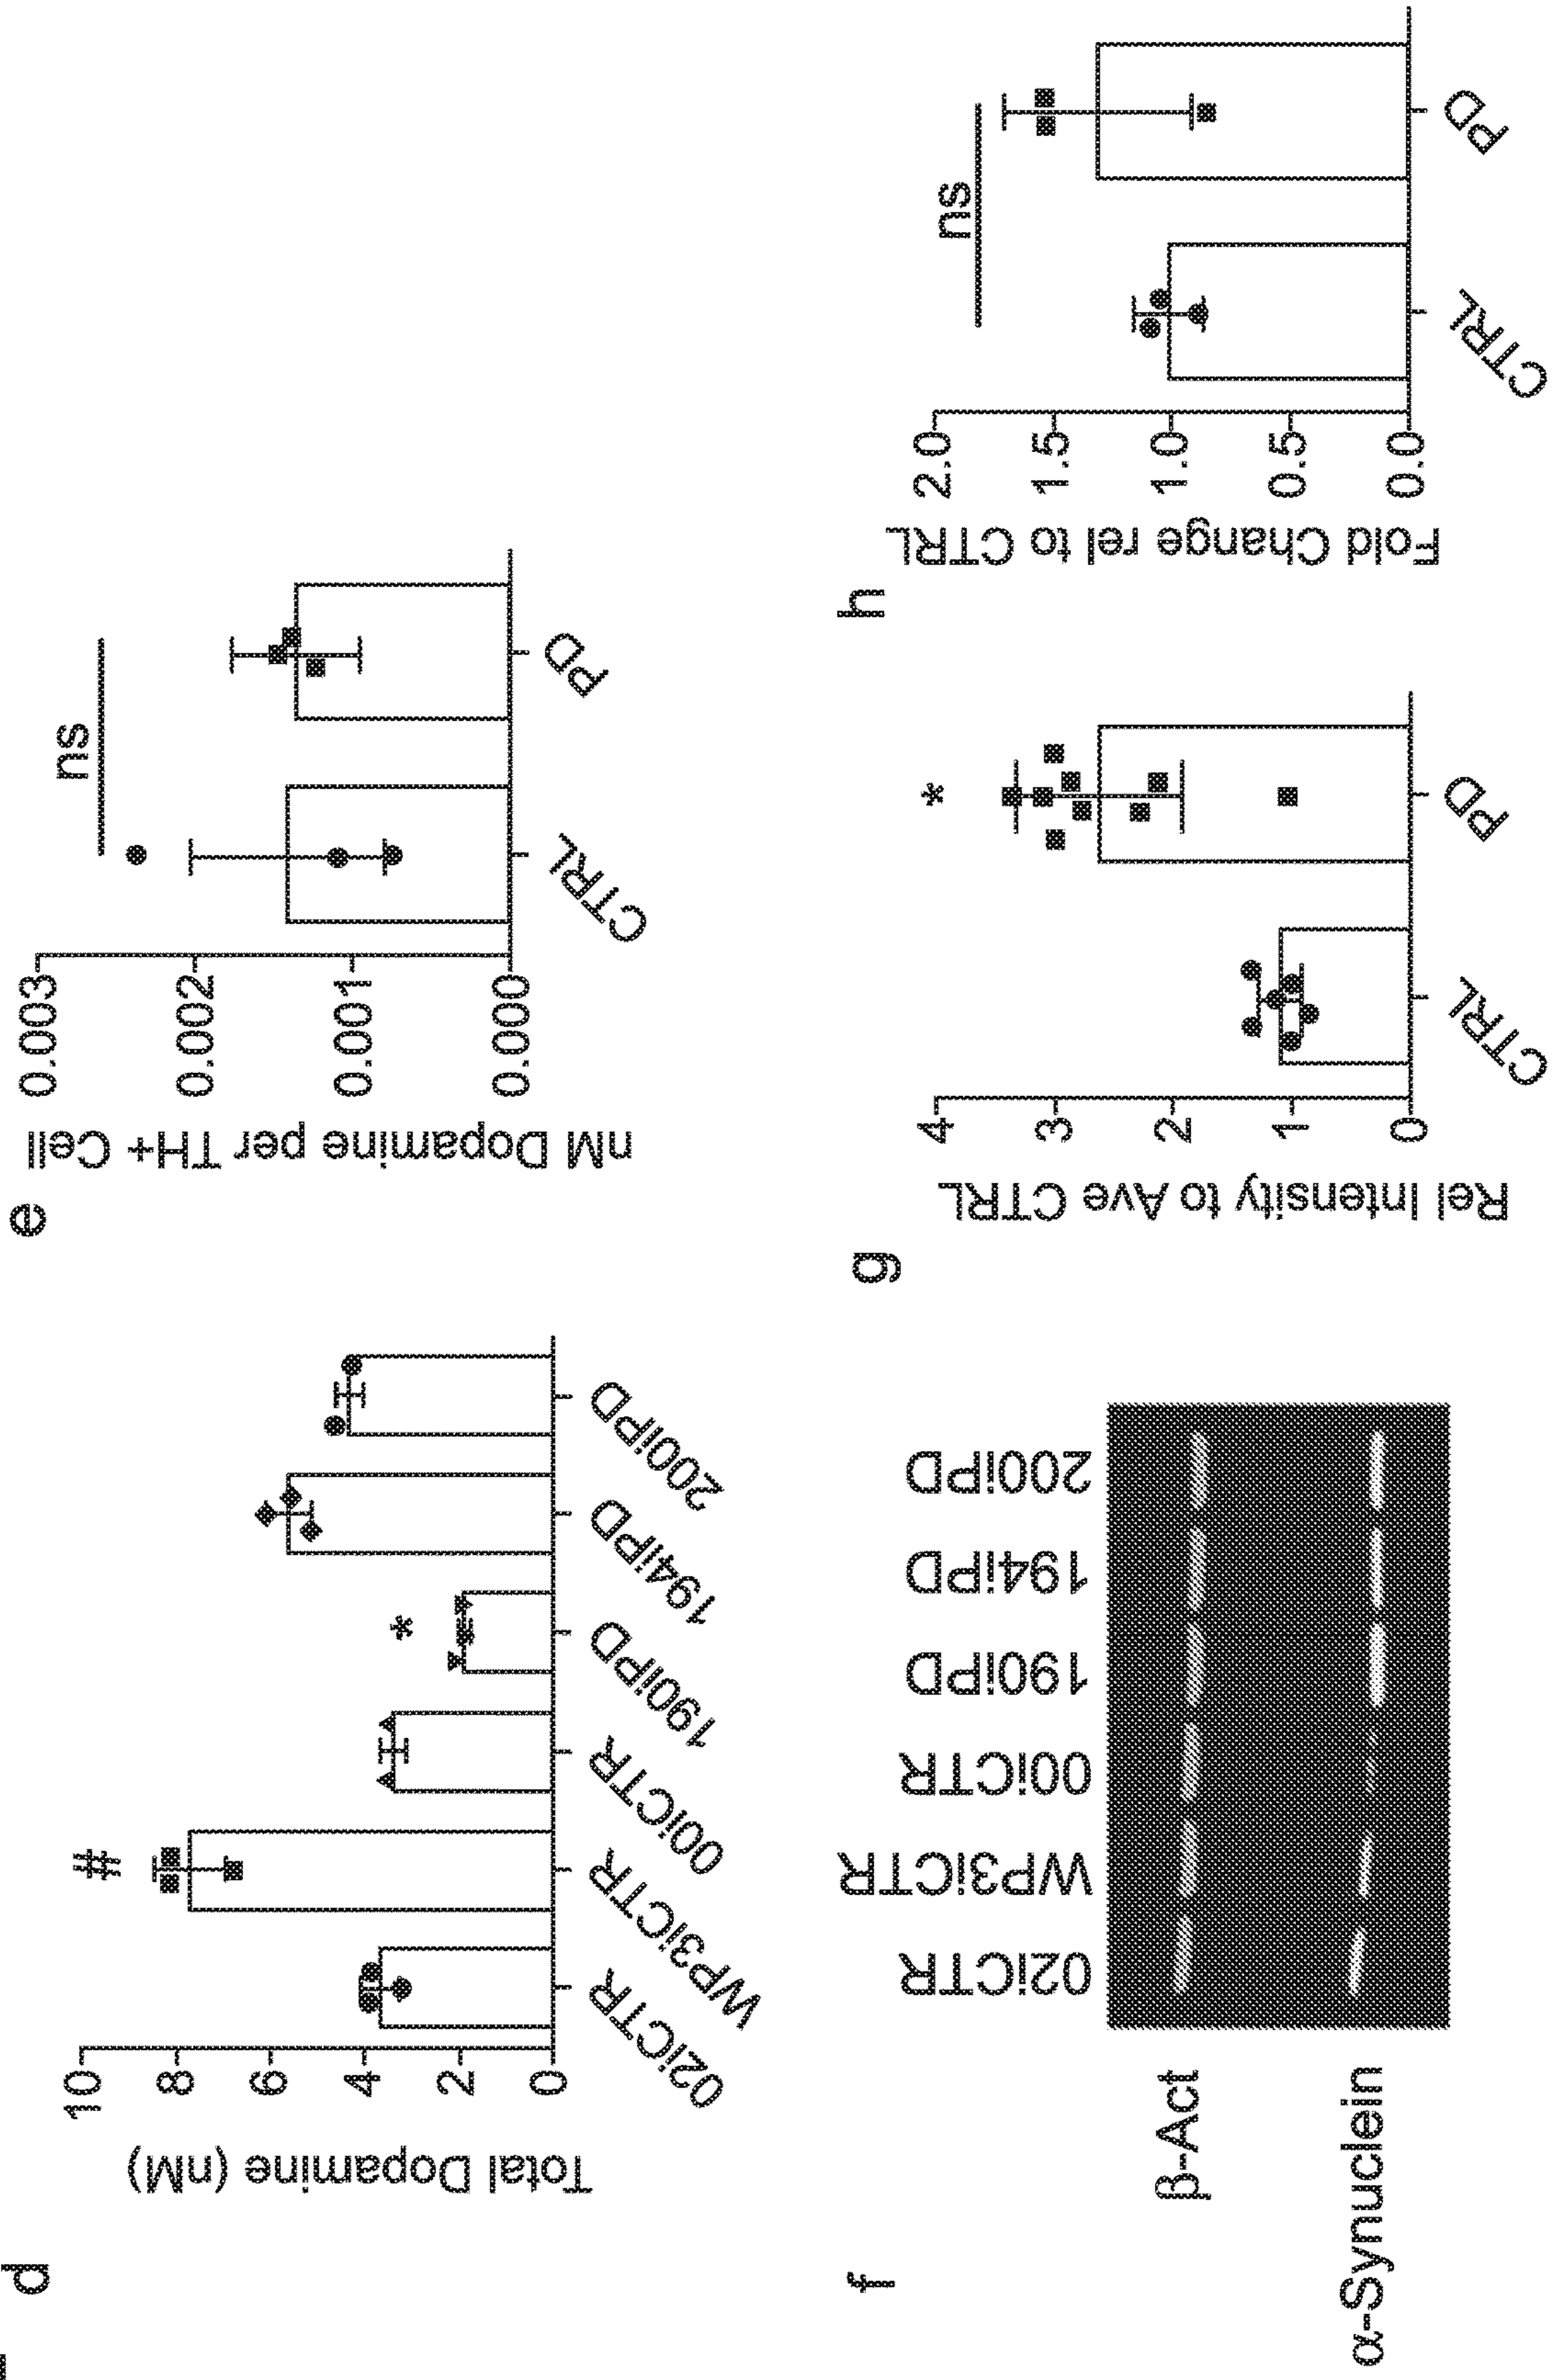 d
Total Dopamine (nM)
10
8
6
4
2
0
#
*
02iCTR
WP3iCTR
00iCTR
190iPD
194iPD
200iPD
e
nM Dopamine per TH+ Cell
0.003
0.002
0.001
0.000
ns
CTRL
PD
f
02iCTR
WP3iCTR
00iCTR
190iPD
194iPD
200iPD
β-Act
α-Synuclein
g
Rel Intensity to Ave CTRL
4
3
2
1
0
*
CTRL
PD
h
Fold Change rel to CTRL
2.0
1.5
1.0
0.5
0.0
ns
CTRL
PD